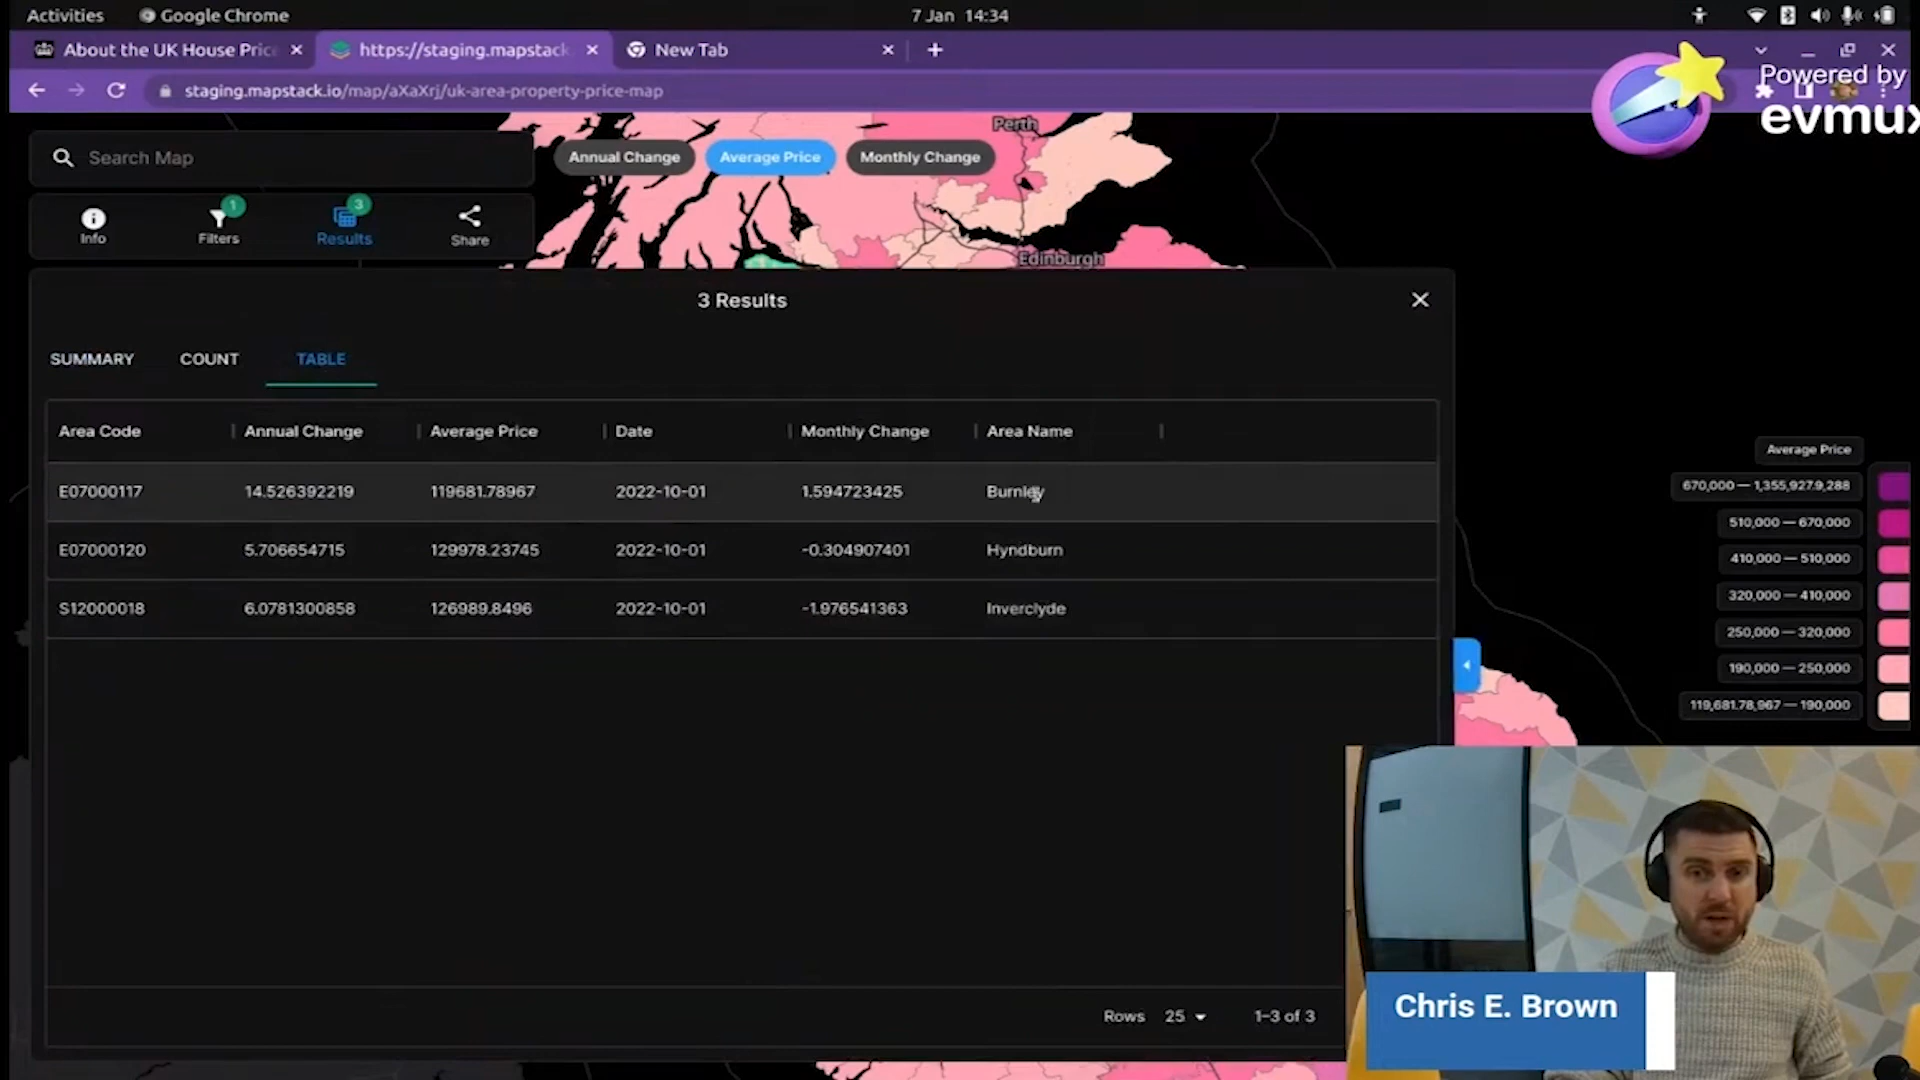 Activities
Google Chrome
7 Jan 14:34
About the UK House Pric
https://staging.mapstack
New Tab
staging.mapstack.io/map/aXaXrj/uk-area-property-price-map
Powered by
evmux
Search Map
Annual Change
Average Price
Monthly Change
Perth
Edinburgh
Info
1
Filters
3
Results
Share
3 Results
SUMMARY
COUNT
TABLE
Area Code
Annual Change
Average Price
Date
Monthly Change
Area Name
E07000117
14.526392219
119681.78967
2022-10-01
1.594723425
Burnley
E07000120
5.706654715
129978.23745
2022-10-01
-0.304907401
Hyndburn
S12000018
6.0781300858
126989.8496
2022-10-01
-1.976541363
Inverclyde
Rows 25
1–3 of 3
Average Price
670,000 — 1,355,927.9,288
510,000 — 670,000
410,000 — 510,000
320,000 — 410,000
250,000 — 320,000
190,000 — 250,000
119,681.78,967 — 190,000
Chris E. Brown